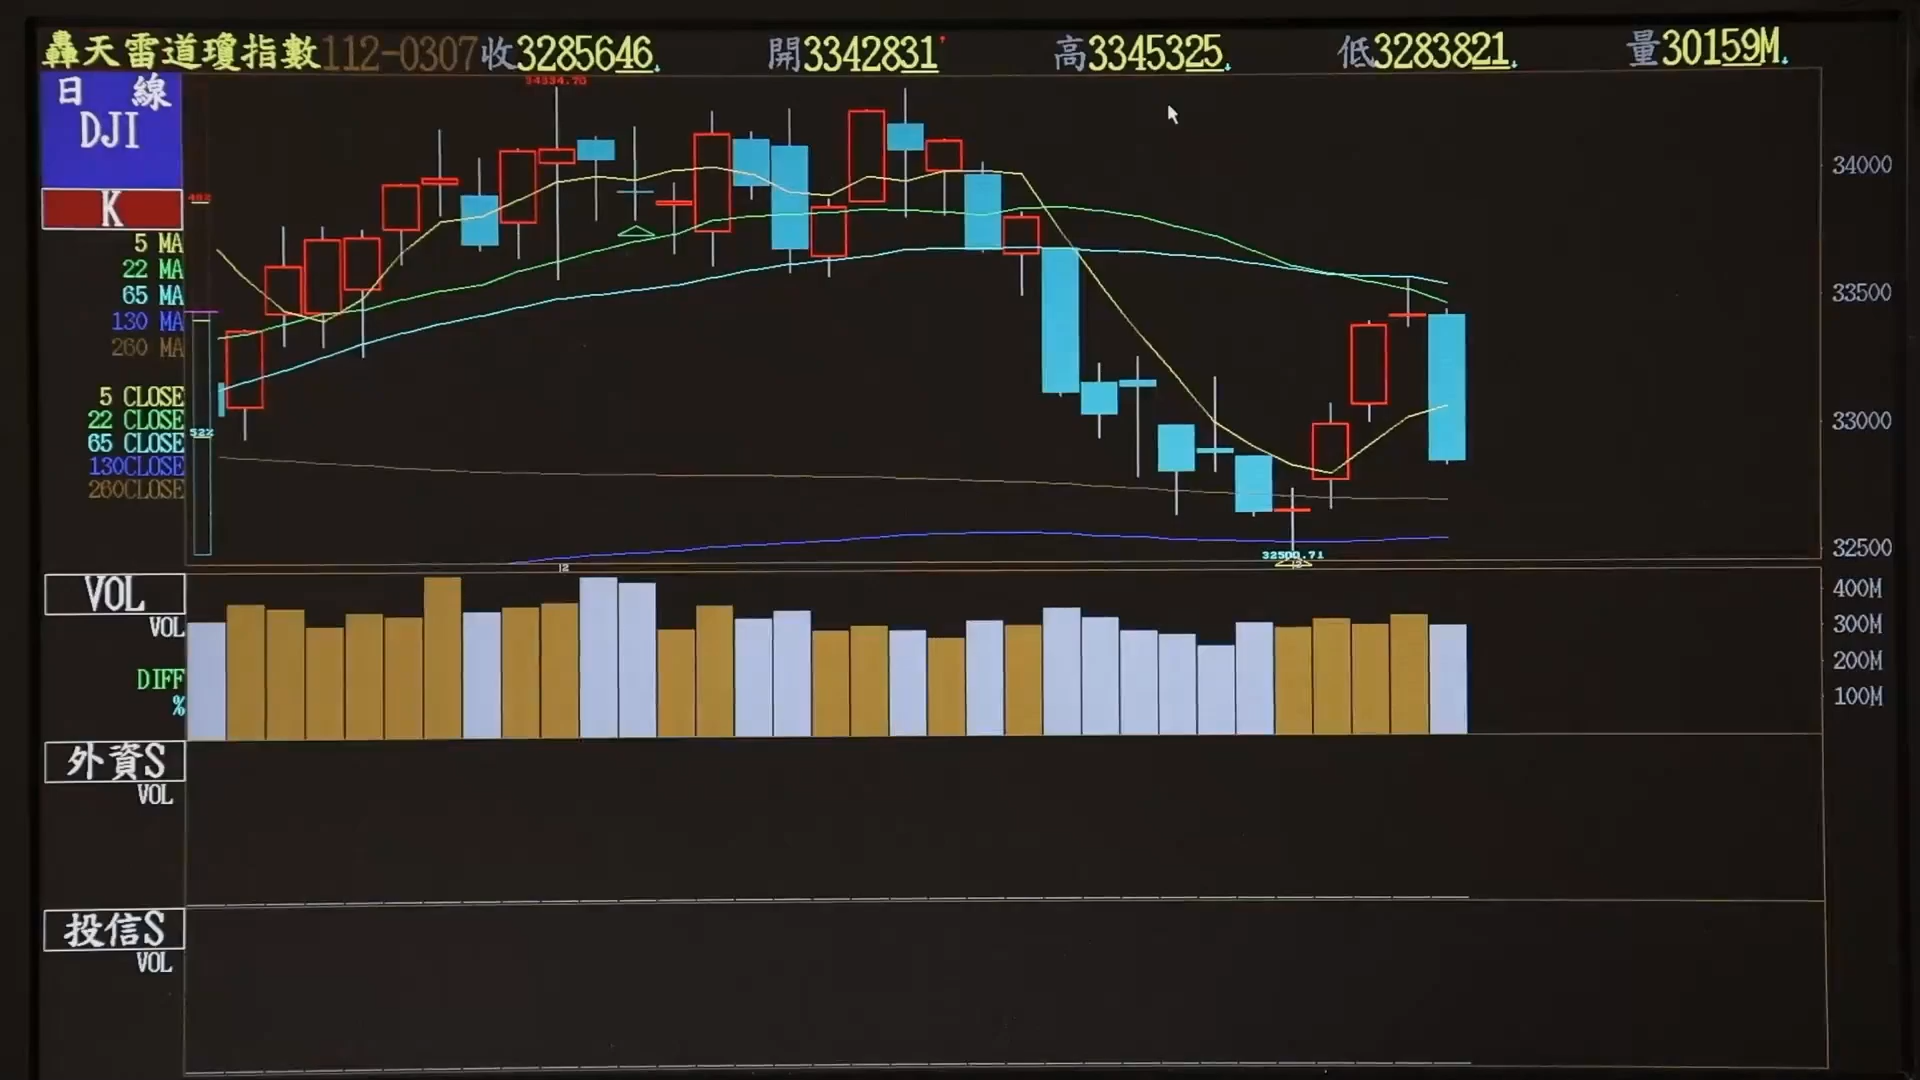 轟天雷道瓊指數112-0307收3285646 開3342831 高3345325 低3283821 量30159M
日 線
DJI
K
5 MA
22 MA
65 MA
130 MA
260 MA
5 CLOSE
22 CLOSE
65 CLOSE
130CLOSE
260CLOSE
52%
34334.70
32500.71
34000
33500
33000
32500
VOL
VOL
DIFF
%
400M
300M
200M
100M
外資S
VOL
投信S
VOL